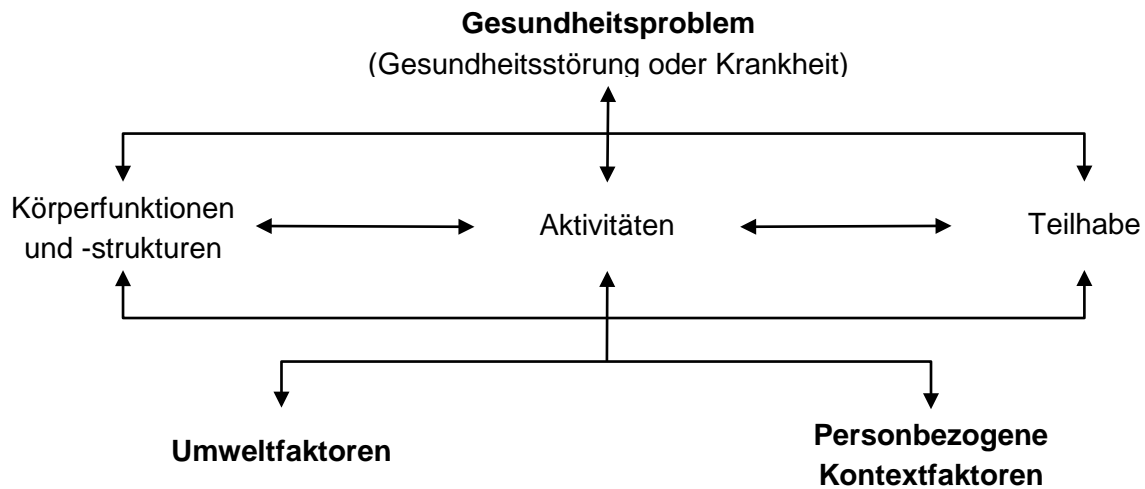 Gesundheitsproblem
(Gesundheitsstörung oder Krankheit)
Körperfunktionen
und -strukturen
Aktivitäten
Teilhabe
Umweltfaktoren
Personbezogene
Kontextfaktoren